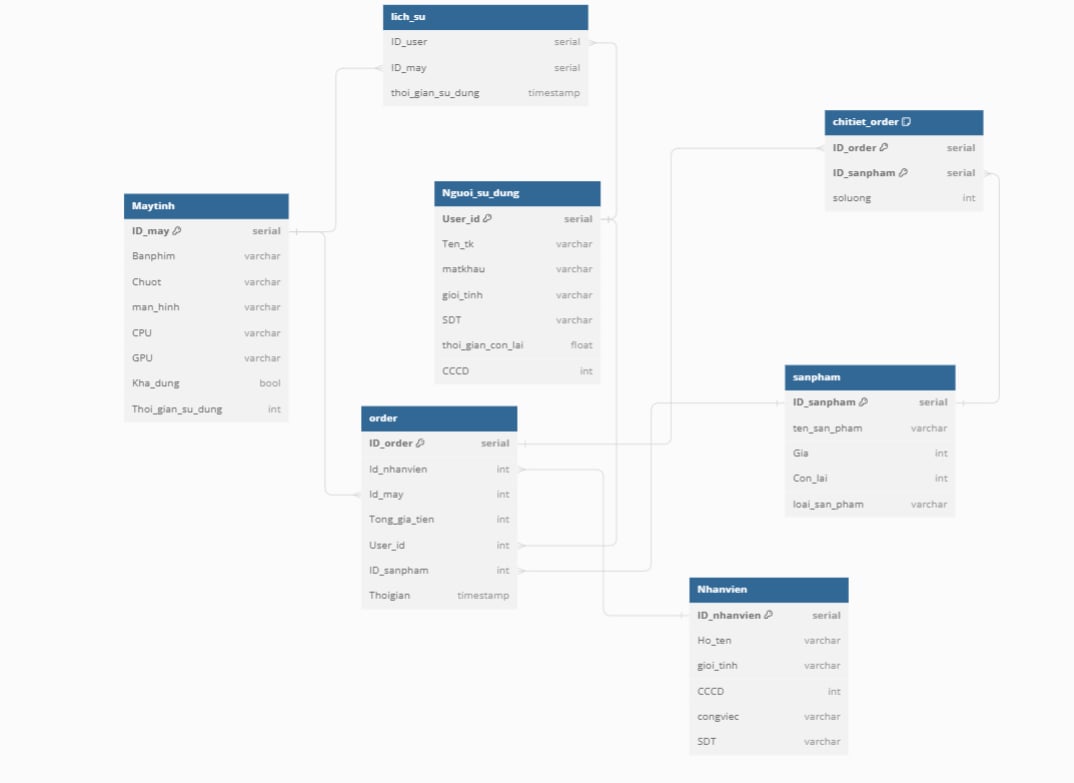 lich_su
ID_user serial
ID_may serial
thoi_gian_su_dung timestamp
chitiet_order
ID_order serial
ID_sanpham serial
soluong int
Nguoi_su_dung
User_id serial
Ten_tk varchar
matkhau varchar
gioi_tinh varchar
SDT varchar
thoi_gian_con_lai float
CCCD int
Maytinh
ID_may serial
Banphim varchar
Chuot varchar
man_hinh varchar
CPU varchar
GPU varchar
Kha_dung bool
Thoi_gian_su_dung int
sanpham
ID_sanpham serial
ten_san_pham varchar
Gia int
Con_lai int
loai_san_pham varchar
order
ID_order serial
Id_nhanvien int
Id_may int
Tong_gia_tien int
User_id int
ID_sanpham int
Thoigian timestamp
Nhanvien
ID_nhanvien serial
Ho_ten varchar
gioi_tinh varchar
CCCD int
congviec varchar
SDT varchar